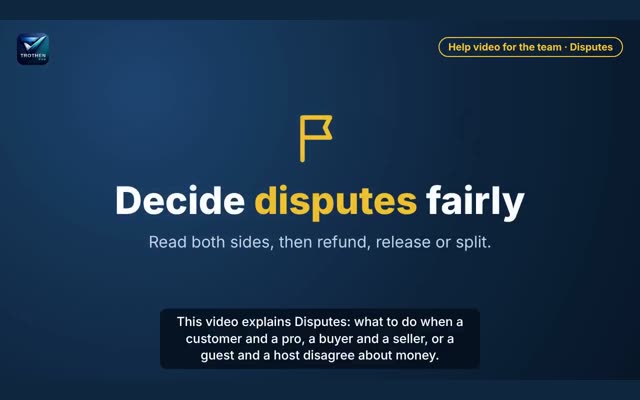 TROTHEN
Help video for the team · Disputes
Decide disputes fairly
Read both sides, then refund, release or split.
This video explains Disputes: what to do when a
customer and a pro, a buyer and a seller, or a
guest and a host disagree about money.